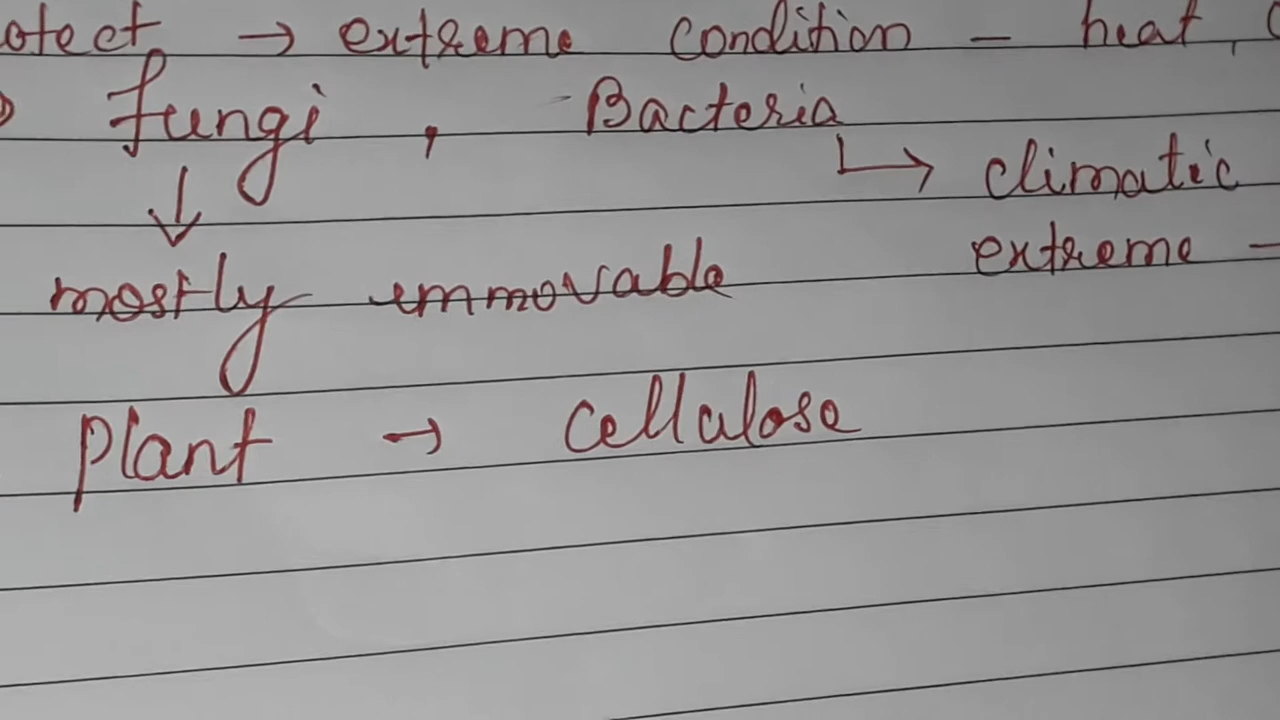 otect → extreme condition - heat,
fungi , Bacteria
↓ ↳ climatic
mostly immovable extreme -
Plant → Cellulose